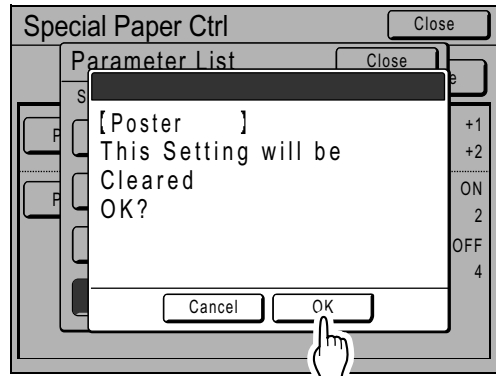 Special Paper Ctrl
Close
Parameter List
Close
S
e
【Poster 】
This Setting will be
Cleared
OK?
P
P
+1
+2
ON
2
OFF
4
Cancel
OK